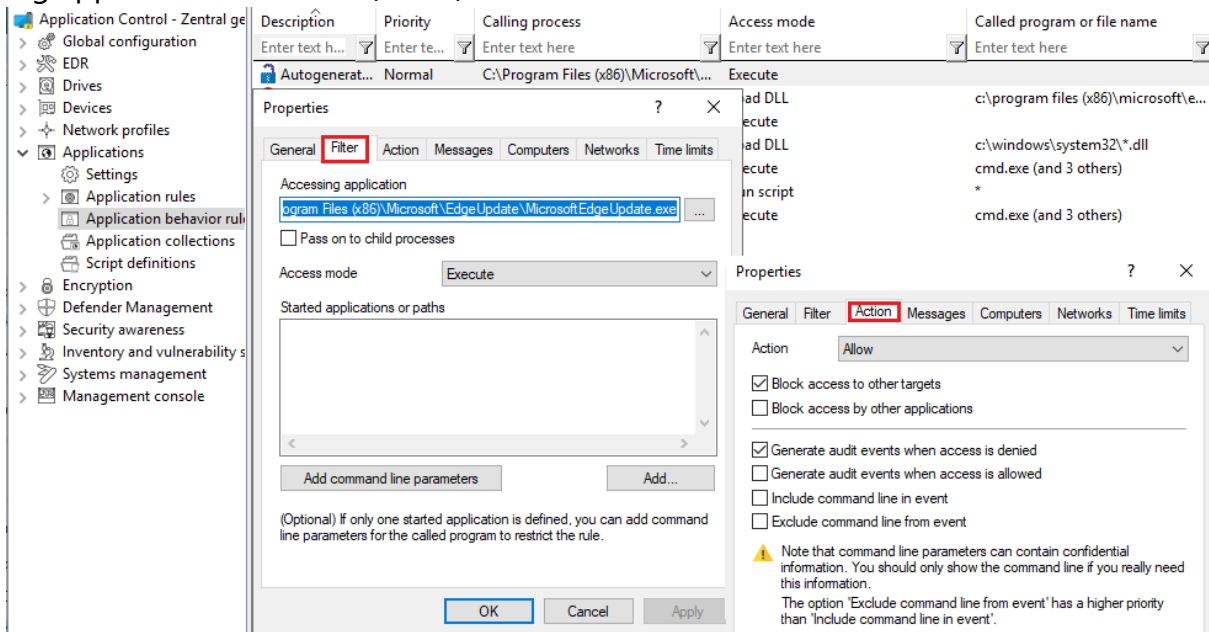 Application Control - Zentral ge
Global configuration
EDR
Drives
Devices
Network profiles
Applications
Settings
Application rules
Application behavior rul
Application collections
Script definitions
Encryption
Defender Management
Security awareness
Inventory and vulnerability s
Systems management
Management console
Description Priority Calling process Access mode Called program or file name
Enter text h... Enter te... Enter text here Enter text here Enter text here
Autogenerat... Normal C:\Program Files (x86)\Microsoft\... Execute
oad DLL c:\program files (x86)\microsoft\e...
ecute
oad DLL c:\windows\system32\*.dll
ecute cmd.exe (and 3 others)
un script *
ecute cmd.exe (and 3 others)
Properties ? ×
General Filter Action Messages Computers Networks Time limits
Accessing application
ogram Files (x86)\Microsoft\EdgeUpdate\MicrosoftEdgeUpdate.exe ...
Pass on to child processes
Access mode Execute
Started applications or paths
Add command line parameters Add...
(Optional) If only one started application is defined, you can add command
line parameters for the called program to restrict the rule.
OK Cancel Apply
Properties ? ×
General Filter Action Messages Computers Networks Time limits
Action Allow
Block access to other targets
Block access by other applications
Generate audit events when access is denied
Generate audit events when access is allowed
Include command line in event
Exclude command line from event
Note that command line parameters can contain confidential
information. You should only show the command line if you really need
this information.
The option 'Exclude command line from event' has a higher priority
than 'Include command line in event'.